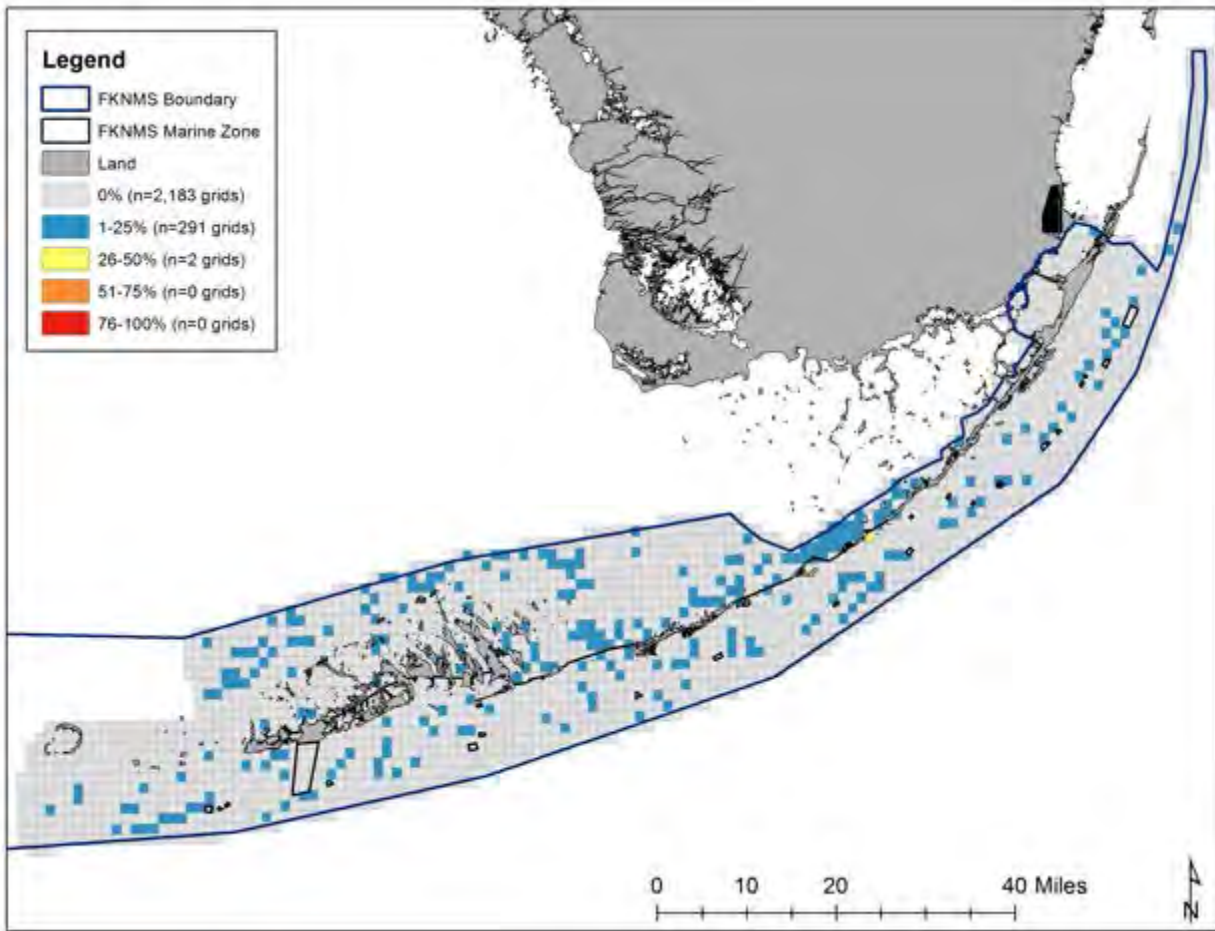 Legend
FKNMS Boundary
FKNMS Marine Zone
Land
0% (n=2,183 grids)
1-25% (n=291 grids)
26-50% (n=2 grids)
51-75% (n=0 grids)
76-100% (n=0 grids)
0 10 20 40 Miles
N